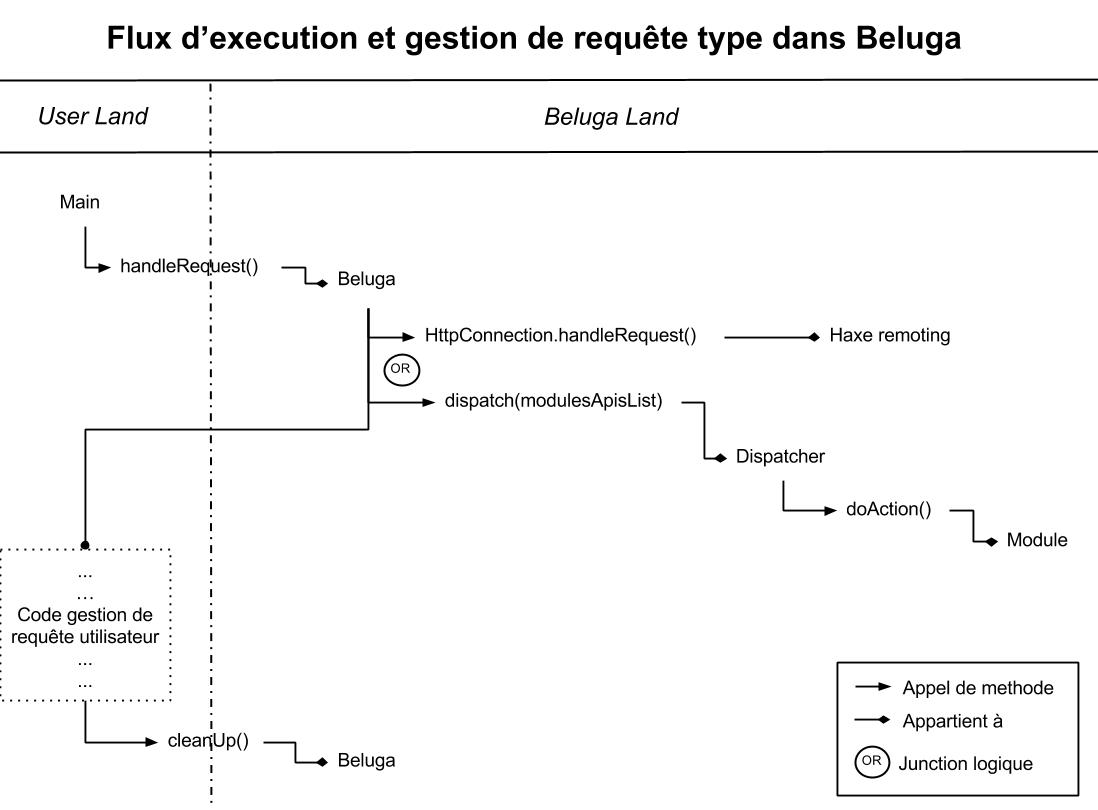 Flux d’execution et gestion de requête type dans Beluga
User Land
Beluga Land
Main
handleRequest()
Beluga
HttpConnection.handleRequest()
Haxe remoting
OR
dispatch(modulesApisList)
Dispatcher
doAction()
Module
...
...
Code gestion de
requête utilisateur
...
...
cleanUp()
Beluga
Appel de methode
Appartient à
OR
Junction logique